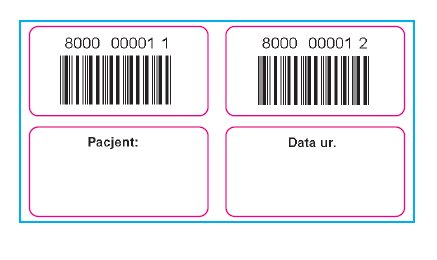 8000 00001 1
8000 00001 2
Pacjent:
Data ur.